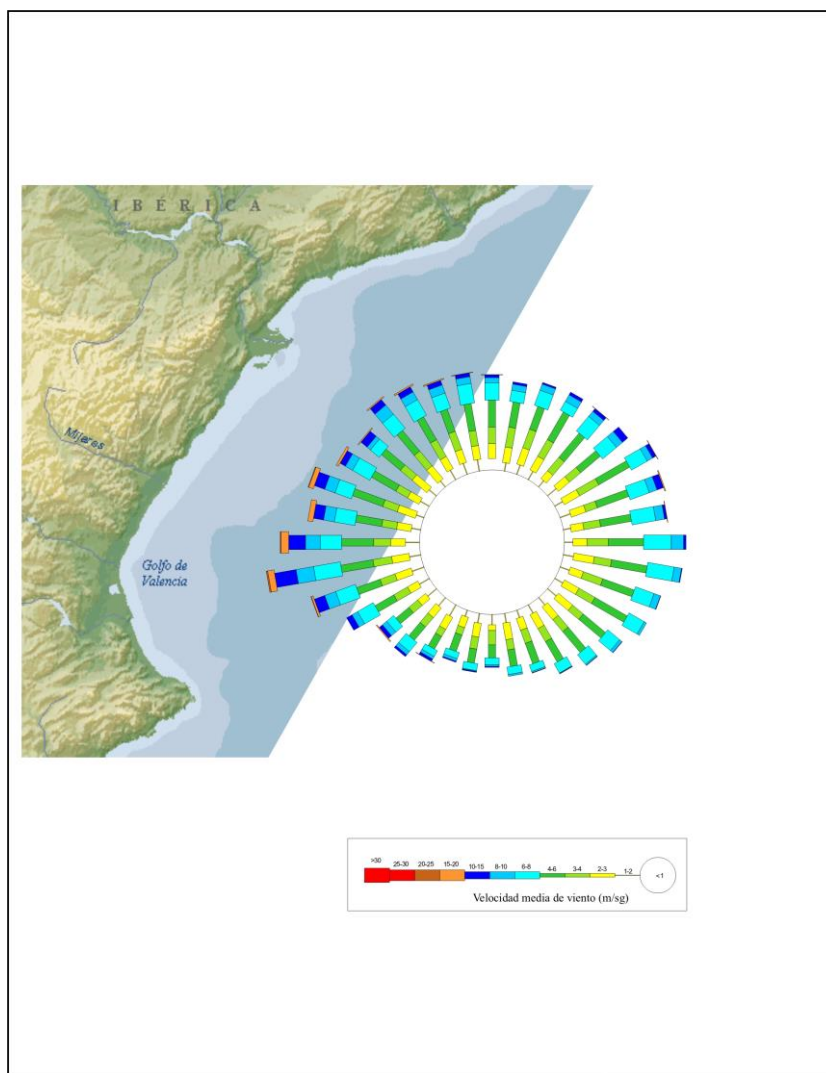 IBÉRICA
Mijares
Golfo de
Valencia
>30 25-30 20-25 15-20 10-15 8-10 6-8 4-6 3-4 2-3 1-2 <1
Velocidad media de viento (m/sg)